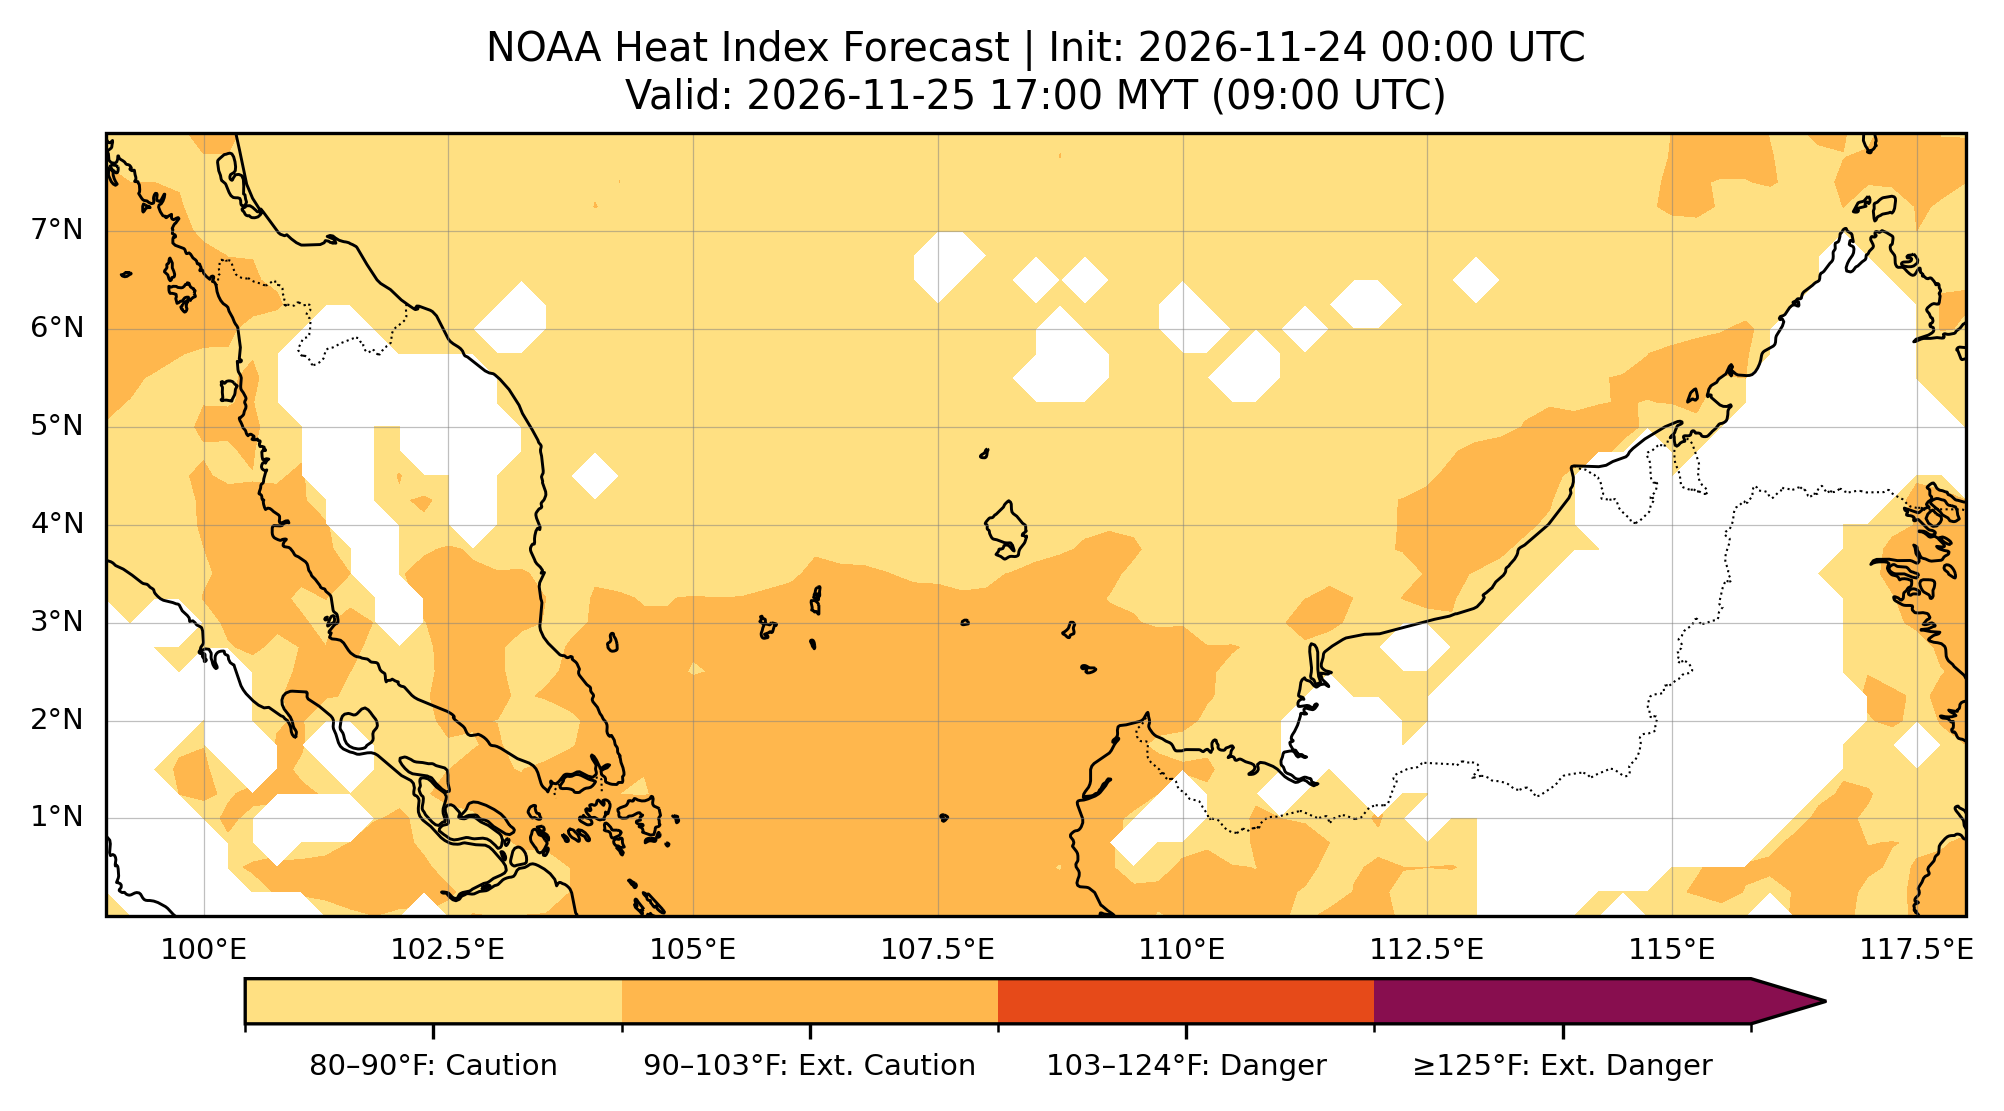 NOAA Heat Index Forecast | Init: 2026-11-24 00:00 UTC
Valid: 2026-11-25 17:00 MYT (09:00 UTC)
7°N
6°N
5°N
4°N
3°N
2°N
1°N
100°E 102.5°E 105°E 107.5°E 110°E 112.5°E 115°E 117.5°E
80–90°F: Caution 90–103°F: Ext. Caution 103–124°F: Danger ≥125°F: Ext. Danger